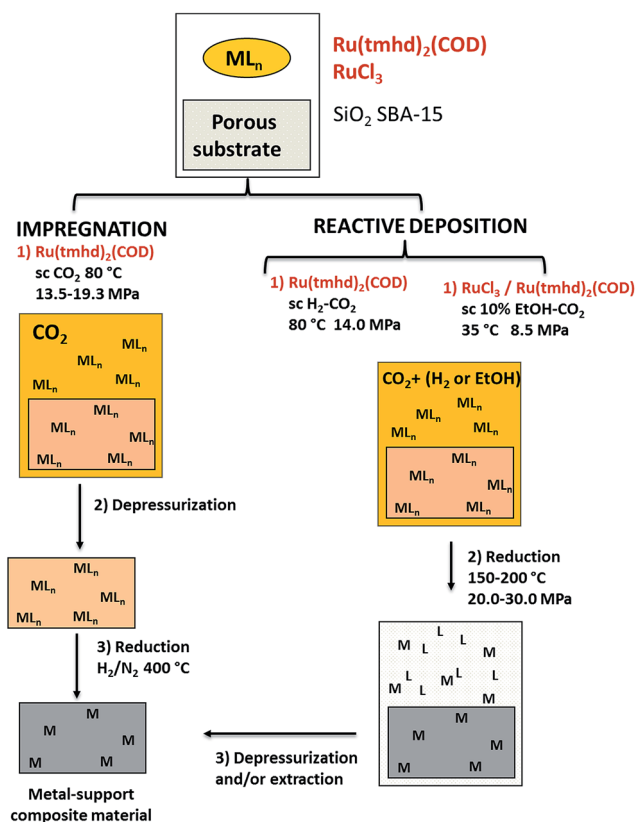 MLn
Porous
substrate
Ru(tmhd)2(COD)
RuCl3
SiO2 SBA-15
IMPREGNATION
1) Ru(tmhd)2(COD)
sc CO2 80 °C
13.5-19.3 MPa
REACTIVE DEPOSITION
1) Ru(tmhd)2(COD)
sc H2-CO2
80 °C 14.0 MPa
1) RuCl3 / Ru(tmhd)2(COD)
sc 10% EtOH-CO2
35 °C 8.5 MPa
CO2
MLn
MLn
MLn
MLn
MLn
MLn
MLn
MLn
MLn
2) Depressurization
MLn
MLn
MLn
MLn
MLn
3) Reduction
H2/N2 400 °C
M
M
M
M
M
Metal-support
composite material
CO2+ (H2 or EtOH)
MLn
MLn
MLn
MLn
MLn
MLn
MLn
MLn
MLn
2) Reduction
150-200 °C
20.0-30.0 MPa
L
L
M
L
M
L
L
M
L
M
L
M
M
M
M
M
M
3) Depressurization
and/or extraction